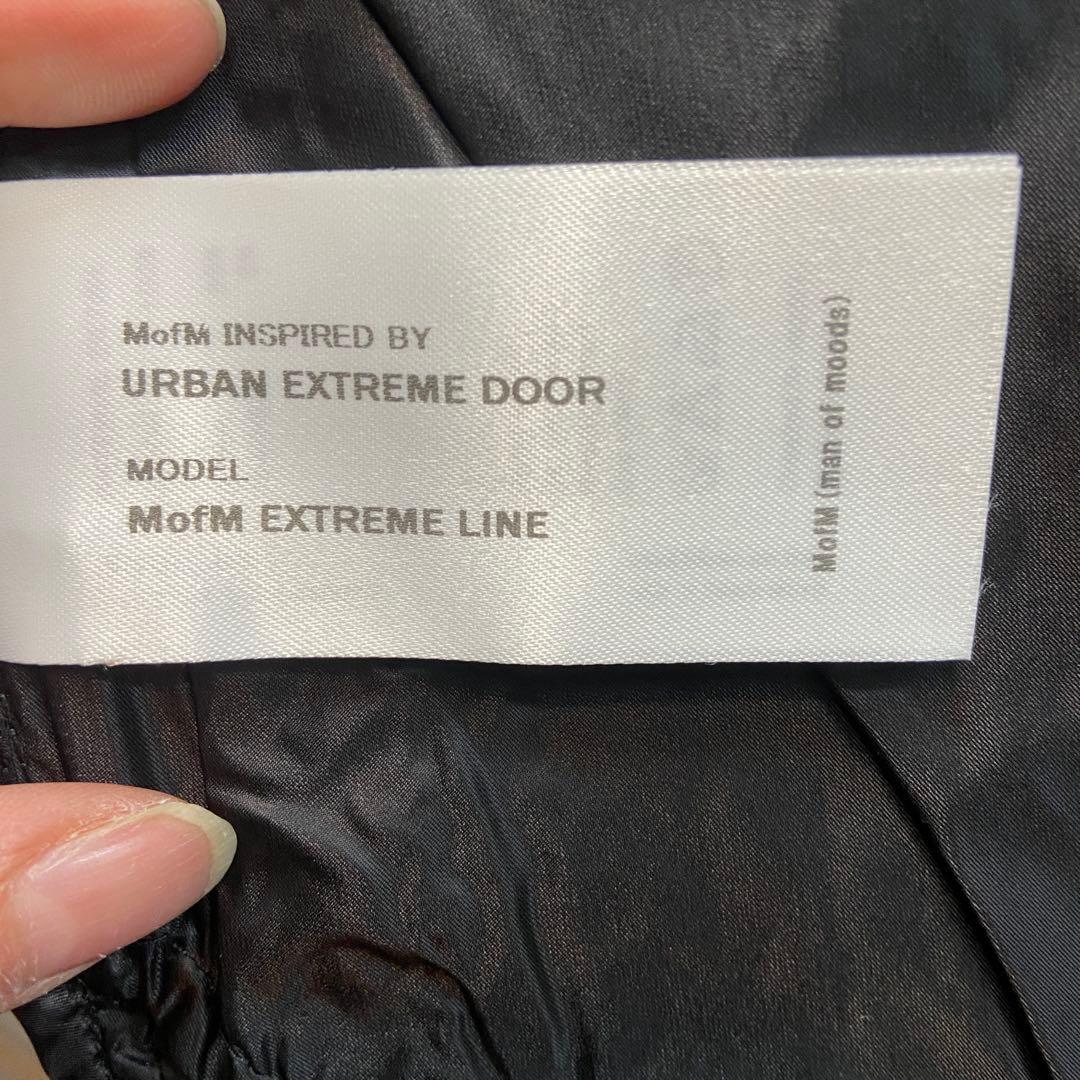 MofM INSPIRED BY
URBAN EXTREME DOOR
MODEL
MofM EXTREME LINE
MofM (man of moods)